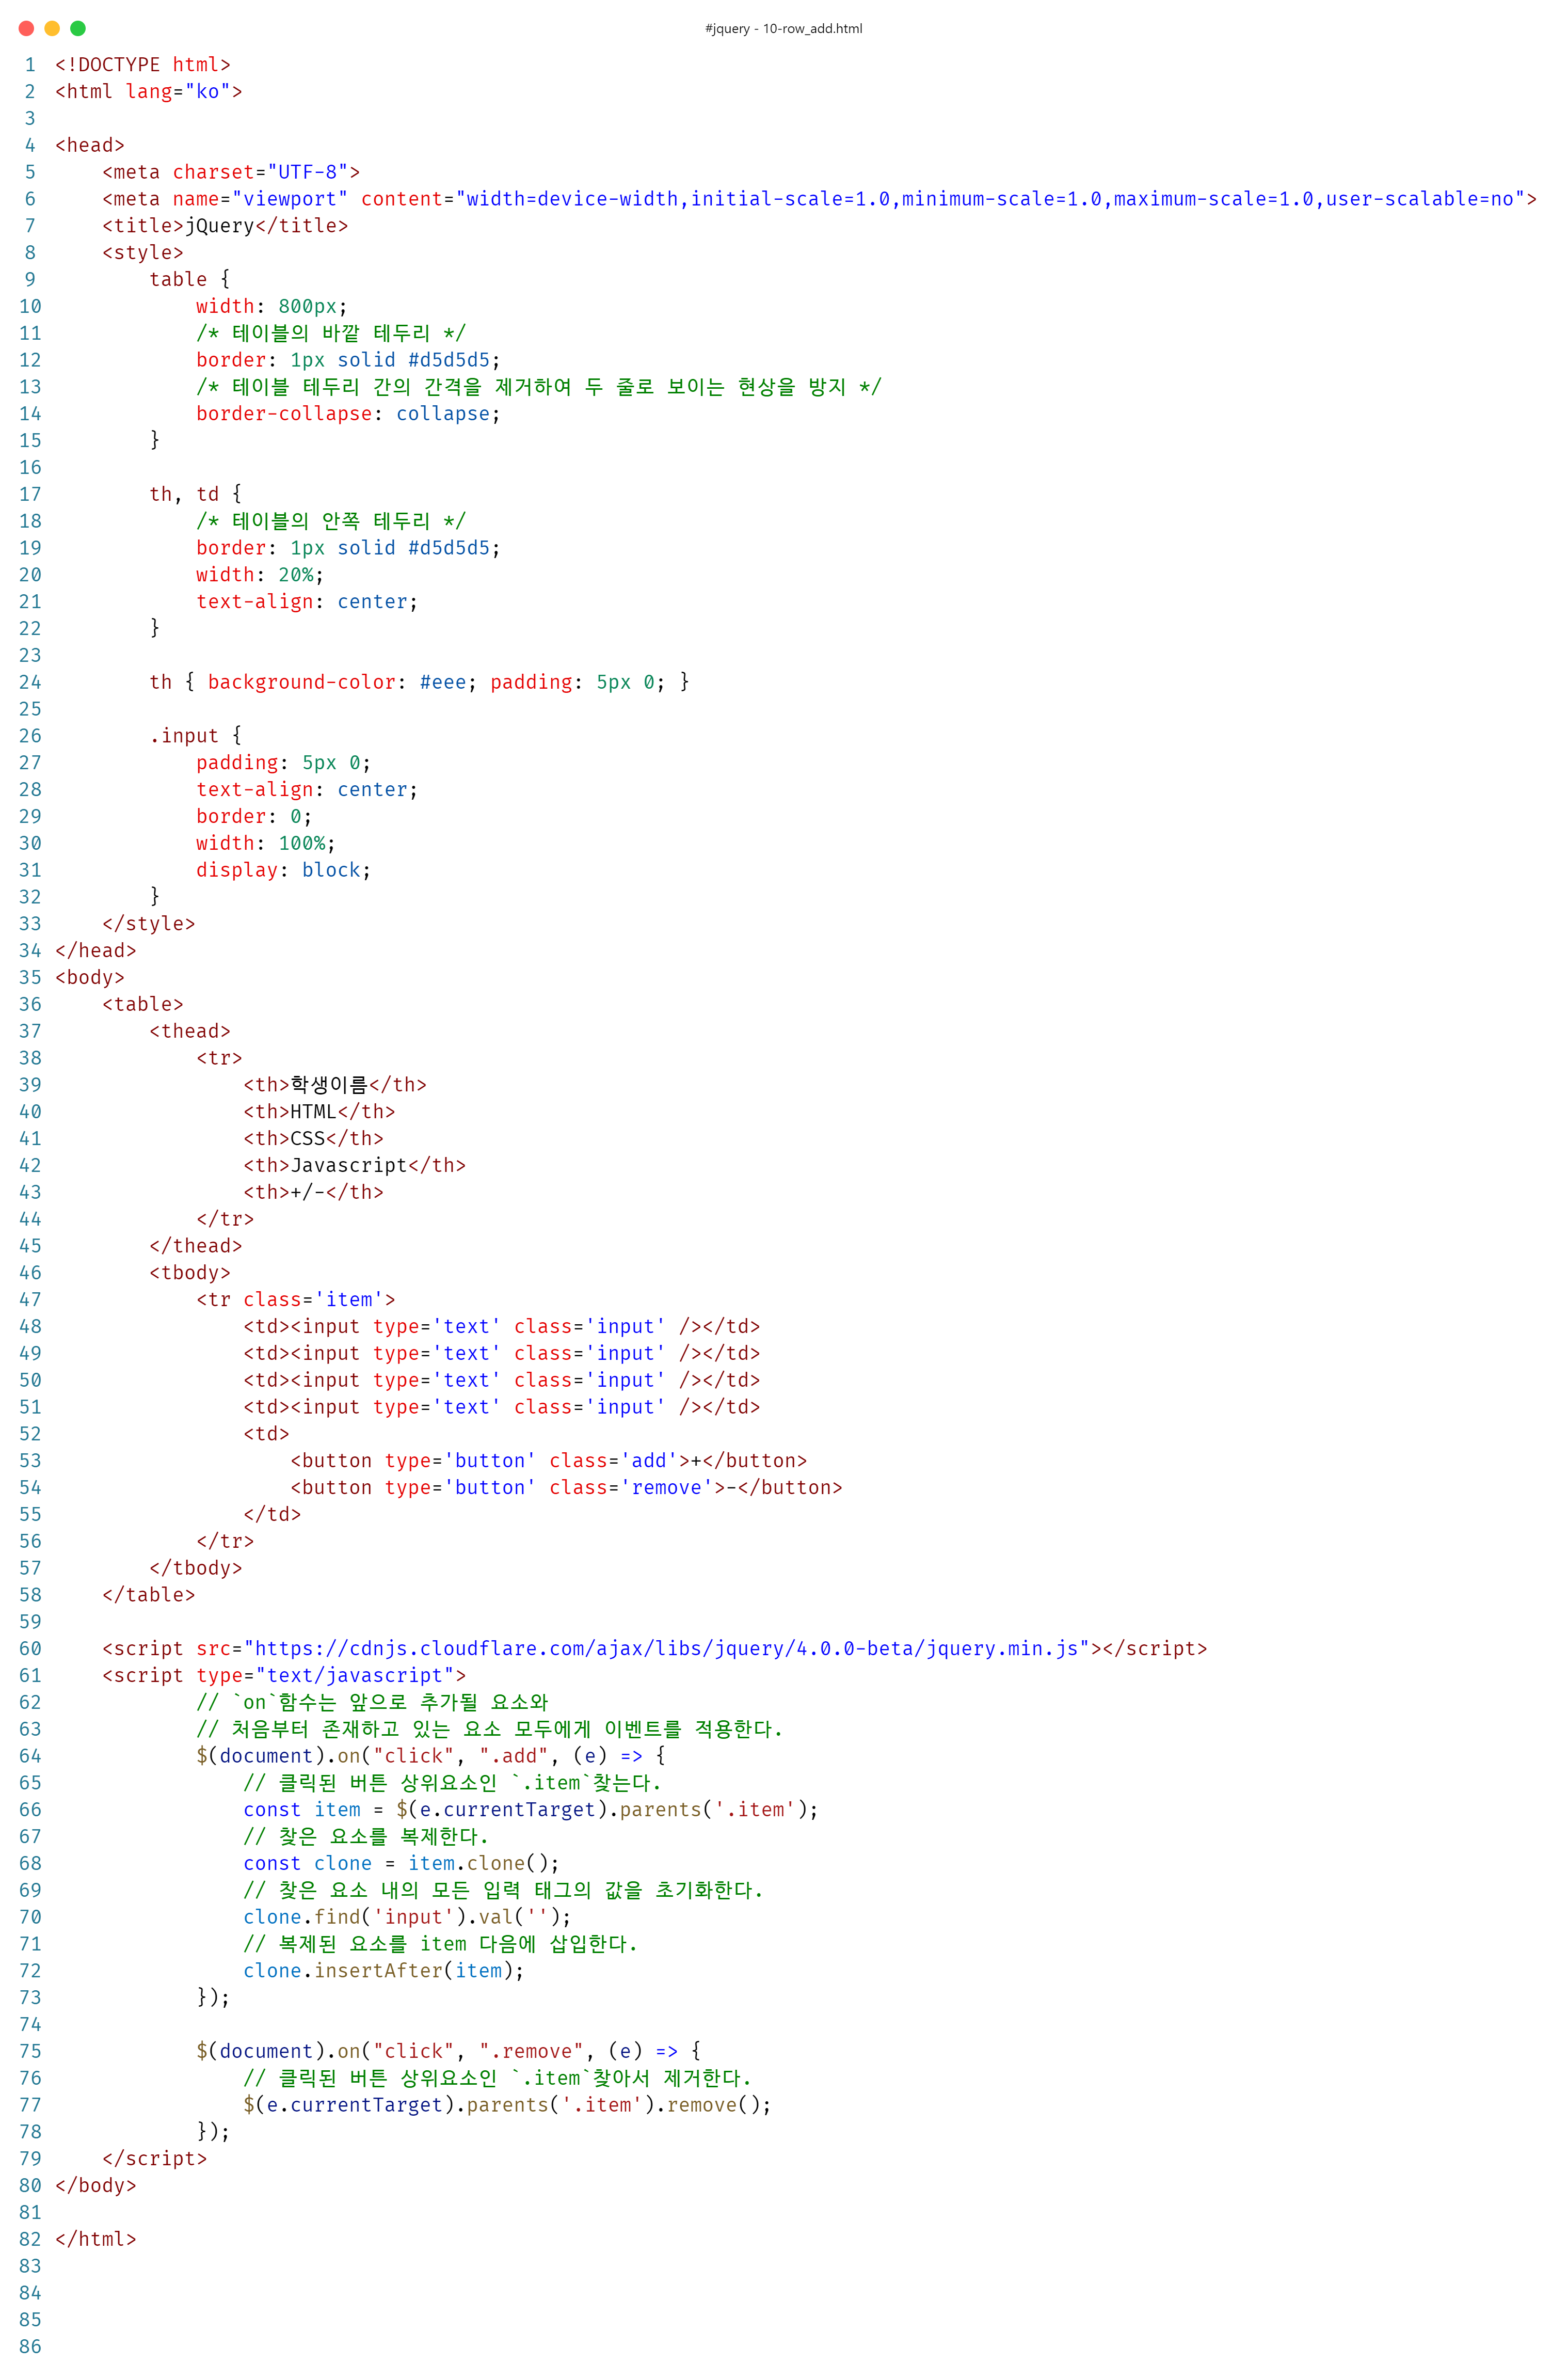 #jquery - 10-row_add.html
1 <!DOCTYPE html>
2 <html lang="ko">
3
4 <head>
5     <meta charset="UTF-8">
6     <meta name="viewport" content="width=device-width,initial-scale=1.0,minimum-scale=1.0,maximum-scale=1.0,user-scalable=no">
7     <title>jQuery</title>
8     <style>
9         table {
10             width: 800px;
11             /* 테이블의 바깥 테두리 */
12             border: 1px solid #d5d5d5;
13             /* 테이블 테두리 간의 간격을 제거하여 두 줄로 보이는 현상을 방지 */
14             border-collapse: collapse;
15         }
16
17         th, td {
18             /* 테이블의 안쪽 테두리 */
19             border: 1px solid #d5d5d5;
20             width: 20%;
21             text-align: center;
22         }
23
24         th { background-color: #eee; padding: 5px 0; }
25
26         .input {
27             padding: 5px 0;
28             text-align: center;
29             border: 0;
30             width: 100%;
31             display: block;
32         }
33     </style>
34 </head>
35 <body>
36     <table>
37         <thead>
38             <tr>
39                 <th>학생이름</th>
40                 <th>HTML</th>
41                 <th>CSS</th>
42                 <th>Javascript</th>
43                 <th>+/-</th>
44             </tr>
45         </thead>
46         <tbody>
47             <tr class='item'>
48                 <td><input type='text' class='input' /></td>
49                 <td><input type='text' class='input' /></td>
50                 <td><input type='text' class='input' /></td>
51                 <td><input type='text' class='input' /></td>
52                 <td>
53                     <button type='button' class='add'>+</button>
54                     <button type='button' class='remove'>-</button>
55                 </td>
56             </tr>
57         </tbody>
58     </table>
59
60     <script src="https://cdnjs.cloudflare.com/ajax/libs/jquery/4.0.0-beta/jquery.min.js"></script>
61     <script type="text/javascript">
62             // `on`함수는 앞으로 추가될 요소와
63             // 처음부터 존재하고 있는 요소 모두에게 이벤트를 적용한다.
64             $(document).on("click", ".add", (e) => {
65                 // 클릭된 버튼 상위요소인 `.item`찾는다.
66                 const item = $(e.currentTarget).parents('.item');
67                 // 찾은 요소를 복제한다.
68                 const clone = item.clone();
69                 // 찾은 요소 내의 모든 입력 태그의 값을 초기화한다.
70                 clone.find('input').val('');
71                 // 복제된 요소를 item 다음에 삽입한다.
72                 clone.insertAfter(item);
73             });
74
75             $(document).on("click", ".remove", (e) => {
76                 // 클릭된 버튼 상위요소인 `.item`찾아서 제거한다.
77                 $(e.currentTarget).parents('.item').remove();
78             });
79     </script>
80 </body>
81
82 </html>
83
84
85
86